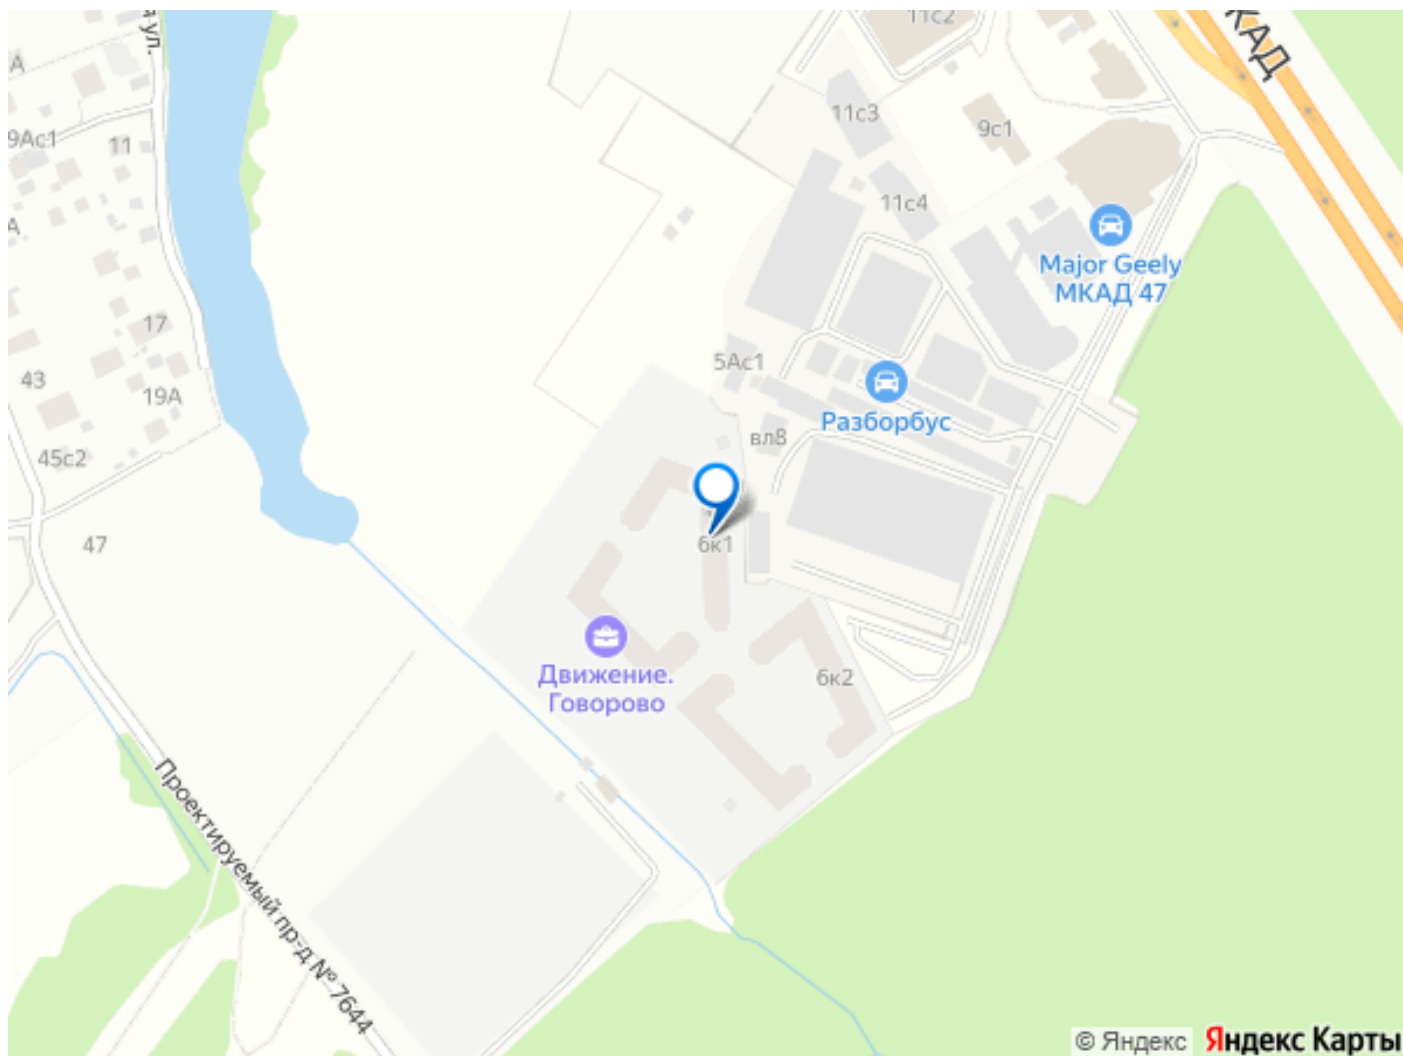 11с2
КАД
а ул.
А
11с3
9с1
9Ас1
11
11с4
А
Major Geely
МКАД 47
17
5Ас1
43
19А
Разборбус
вл8
45с2
47
6к1
Движение.
Говорово
6к2
Проектируемый пр-д № 7644
© Яндекс Яндекс Карты